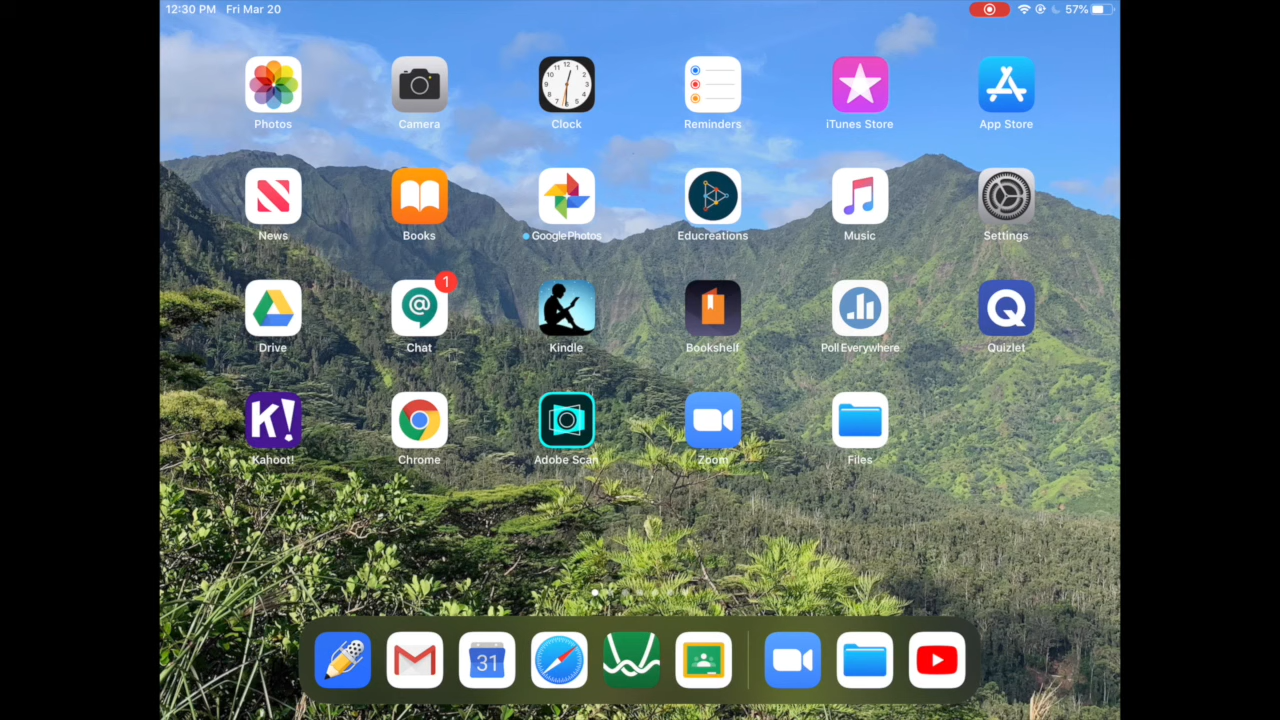 12:30 PM Fri Mar 20 57%
Photos Camera Clock Reminders iTunes Store App Store
News Books Google Photos Educreations Music Settings
1
Drive Chat Kindle Bookshelf Poll Everywhere Quizlet
K!
Kahoot! Chrome Adobe Scan Zoom Files
31